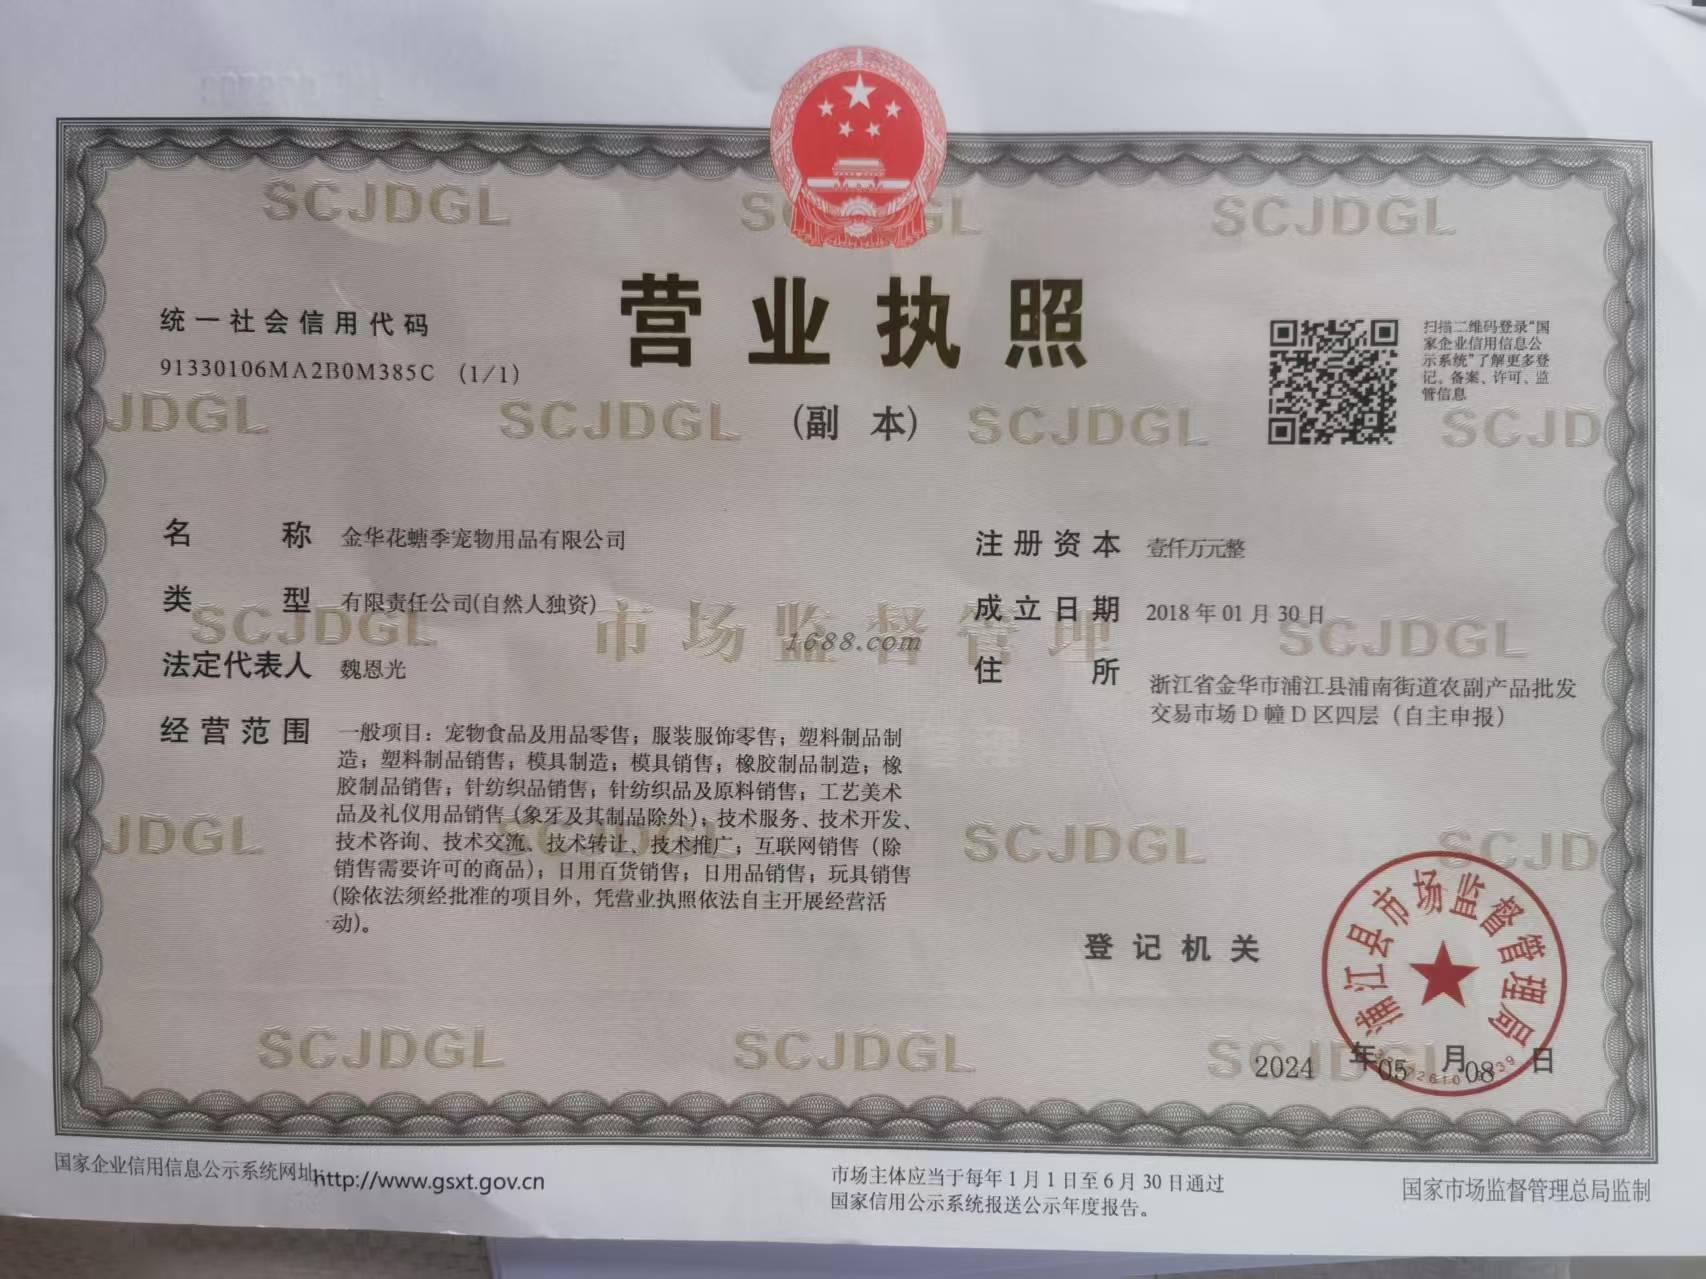 SCJDGL
SCJDGL
营业执照
(副 本)
统一社会信用代码
91330106MA2B0M385C (1/1)
扫描二维码登录“国
家企业信用信息公
示系统”了解更多登
记、备案、许可、监
管信息
JDGL
SCJDGL
SCJDGL
SCJD
名 称 金华花螗季宠物用品有限公司
类 型 有限责任公司(自然人独资)
法定代表人 魏恩光
经营范围 一般项目：宠物食品及用品零售；服装服饰零售；塑料制品制
造；塑料制品销售；模具制造；模具销售；橡胶制品制造；橡
胶制品销售；针纺织品销售；针纺织品及原料销售；工艺美术
品及礼仪用品销售（象牙及其制品除外）；技术服务、技术开发、
技术咨询、技术交流、技术转让、技术推广；互联网销售（除
销售需要许可的商品）；日用百货销售；日用品销售；玩具销售
(除依法须经批准的项目外，凭营业执照依法自主开展经营活
动)。
注册资本 壹仟万元整
成立日期 2018年01月30日
住 所 浙江省金华市浦江县浦南街道农副产品批发
交易市场D幢D区四层（自主申报）
SCJDGL
市场监督管理
SCJDGL
1688.com
JDGL
SCJDGL
SCJDGL
SCJD
登记机关
浦江县市场监督管理局
2024年05月08日
SCJDGL
SCJDGL
SCJDGL
国家企业信用信息公示系统网址http://www.gsxt.gov.cn
市场主体应当于每年1月1日至6月30日通过
国家信用公示系统报送公示年度报告。
国家市场监督管理总局监制